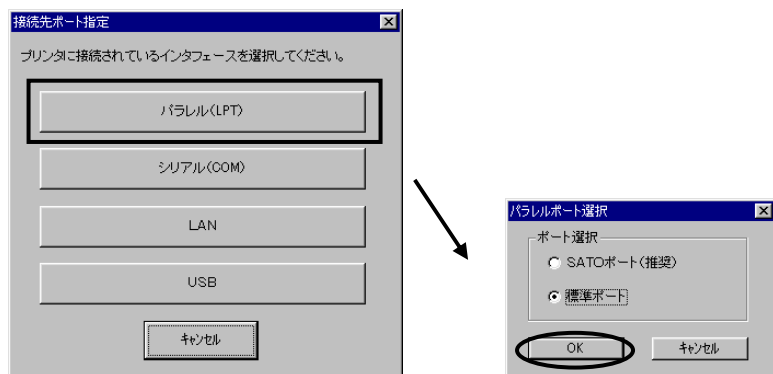 接続先ポート指定
プリンタに接続されているインタフェースを選択してください。
パラレル(LPT)
シリアル(COM)
LAN
USB
キャンセル
パラレルポート選択
ポート選択
SATOポート(推奨)
標準ポート
OK
キャンセル